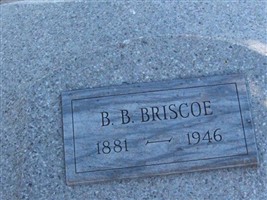 B. B. BRISCOE
1881 — 1946